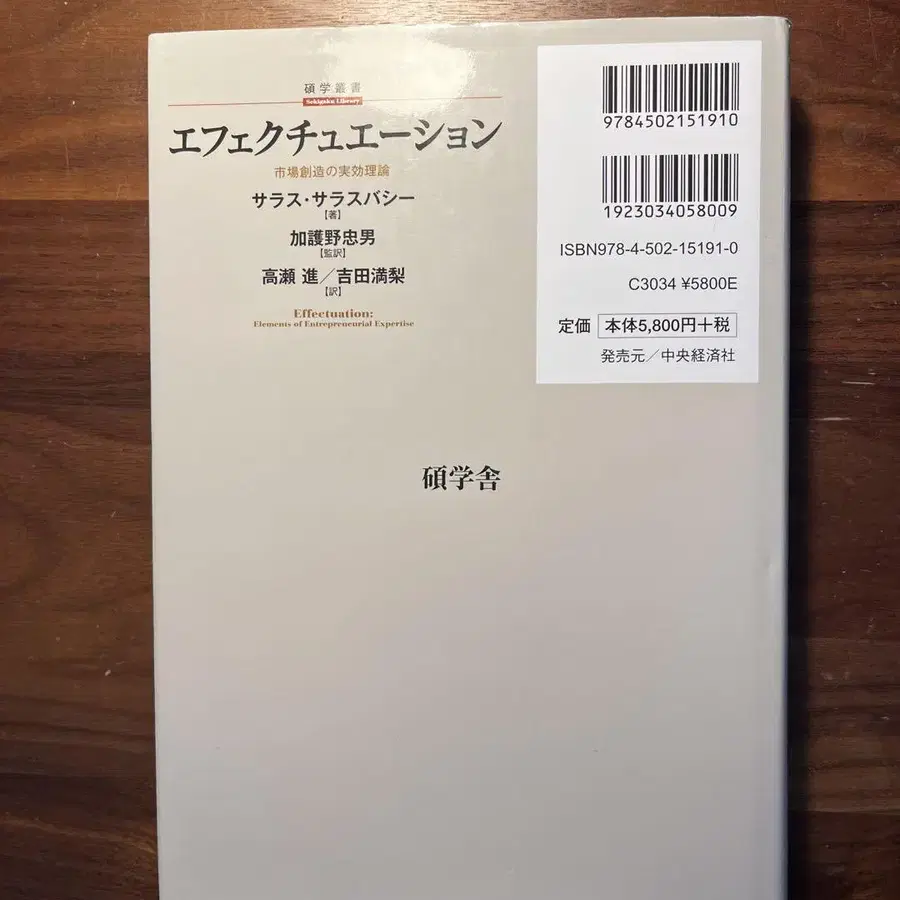 碩学叢書
Sekigaku Library
エフェクチュエーション
市場創造の実効理論
サラス・サラスバシー
【著】
加護野忠男
【監訳】
高瀬 進／吉田満梨
【訳】
Effectuation:
Elements of Entrepreneurial Expertise
9784502151910
1923034058009
ISBN978-4-502-15191-0
C3034 ¥5800E
定価 本体5,800円＋税
発売元／中央経済社
碩学舎